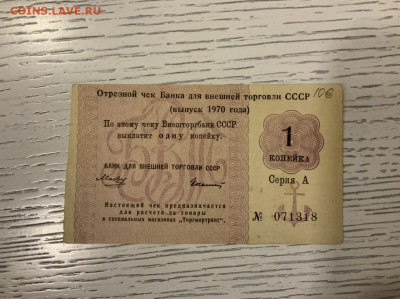 COINS.LAVE.RU
Отрезной чек Банка для внешней торговли СССР
106
(выпуск 1970 года)
По этому чеку Внешторгбанк СССР
выплатит одну копейку.
1
КОПЕЙКА
БАНК ДЛЯ ВНЕШНЕЙ ТОРГОВЛИ СССР
Серия А
Настоящий чек предназначается
для расчета за товары
в специальных магазинах „Торгмортранс".
№ 071318